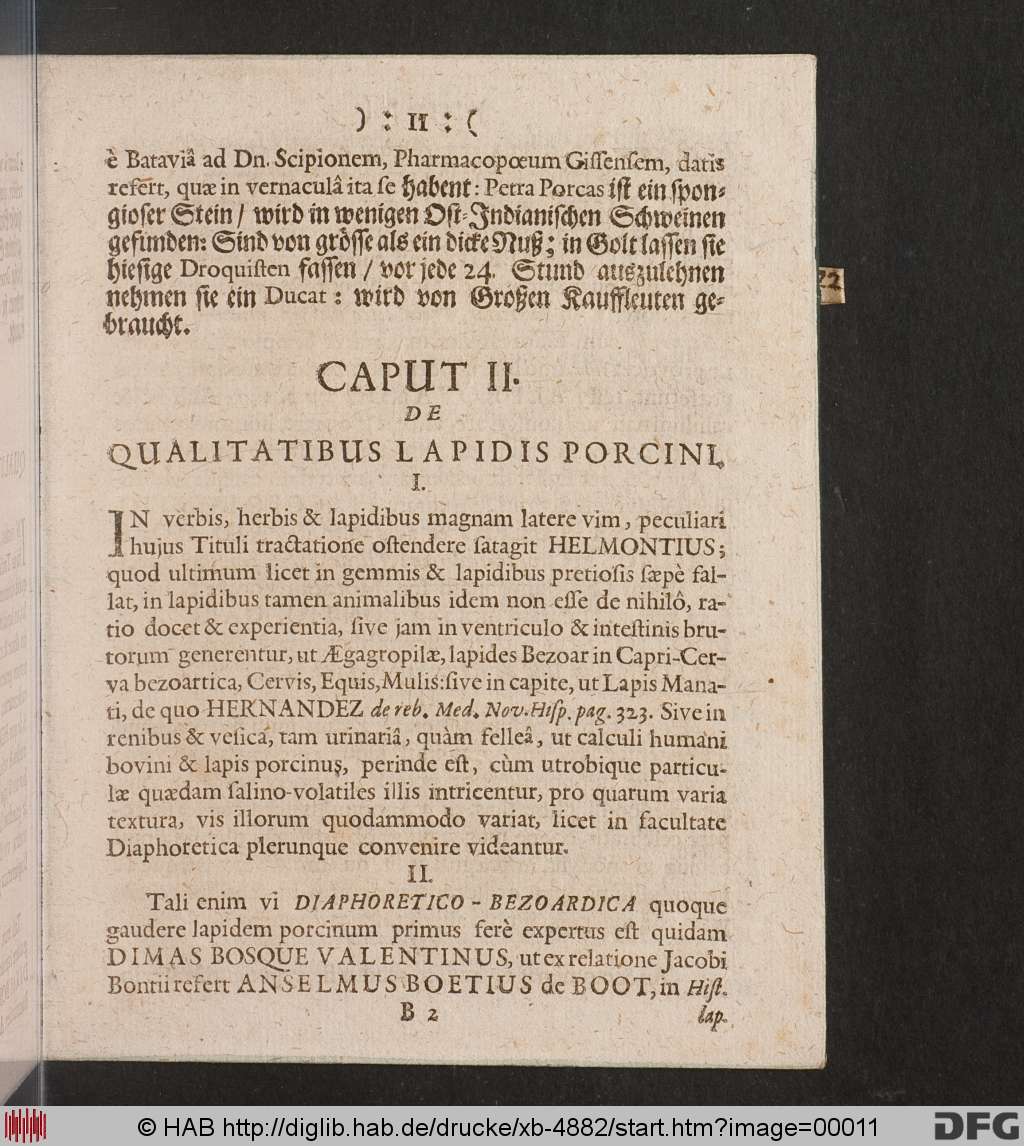 ) : 11 : (
è Bataviâ ad Dn. Scipionem, Pharmacopœum Gissensem, datis
refert, quæ in vernaculâ ita se habent: Petra Porcas ist ein spon⸗
gioser Stein / wird in wenigen Ost⸗Indianischen Schweinen
gefunden: Sind von grösse als ein dicke Nuß; in Golt lassen sie
hiesige Droquisten fassen / vor jede 24. Stund auszulehnen
nehmen sie ein Ducat: wird von Großen Kauffleuten ge⸗
braucht.
CAPUT II.
DE
QUALITATIBUS LAPIDIS PORCINI.
I.
IN verbis, herbis & lapidibus magnam latere vim, peculiari
hujus Tituli tractatione ostendere satagit HELMONTIUS;
quod ultimum licet in gemmis & lapidibus pretiosis sæpè fal-
lat, in lapidibus tamen animalibus idem non esse de nihilô, ra-
tio docet & experientia, sive jam in ventriculo & intestinis bru-
torum generentur, ut Ægagropilæ, lapides Bezoar in Capri-Cer-
va bezoartica, Cervis, Equis, Mulis: sive in capite, ut Lapis Mana-
ti, de quo HERNANDEZ de reb. Med. Nov. Hisp. pag. 323. Sive in
renibus & vesica, tam urinariâ, quàm felleâ, ut calculi humani
bovini & lapis porcinus, perinde est, cùm utrobique particu-
læ quædam salino-volatiles illis intricentur, pro quarum varia
textura, vis illorum quodammodo variat, licet in facultate
Diaphoretica plerunque convenire videantur.
II.
Tali enim vi DIAPHORETICO-BEZOARDICA quoque
gaudere lapidem porcinum primus ferè expertus est quidam
DIMAS BOSQUE VALENTINUS, ut ex relatione Jacobi
Bontii refert ANSELMUS BOETIUS de BOOT, in Hist.
B 2 lap.
22
© HAB http://diglib.hab.de/drucke/xb-4882/start.htm?image=00011
DFG